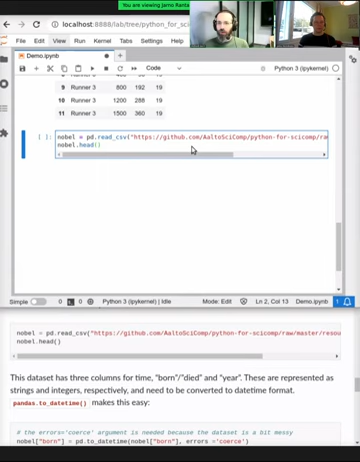 You are viewing Jarno Ranta
localhost:8888/lab/tree/python_for_sc
File Edit View Run Kernel Tabs Settings Help
Demo.ipynb
Code
Python 3 (ipykernel)
9 Runner 3 800 192 19
10 Runner 3 1200 288 19
11 Runner 3 1500 360 19
[ ]: nobel = pd.read_csv("https://github.com/AaltoSciComp/python-for-scicomp/ra
nobel.head()
Simple 0 Python 3 (ipykernel) | Idle Mode: Edit Ln 2, Col 13 Demo.ipynb 1
nobel = pd.read_csv("https://github.com/AaltoSciComp/python-for-scicomp/raw/master/resou
nobel.head()
This dataset has three columns for time, "born"/"died" and "year". These are represented as
strings and integers, respectively, and need to be converted to datetime format.
pandas.to_datetime() makes this easy:
# the errors='coerce' argument is needed because the dataset is a bit messy
nobel["born"] = pd.to_datetime(nobel["born"], errors ='coerce')